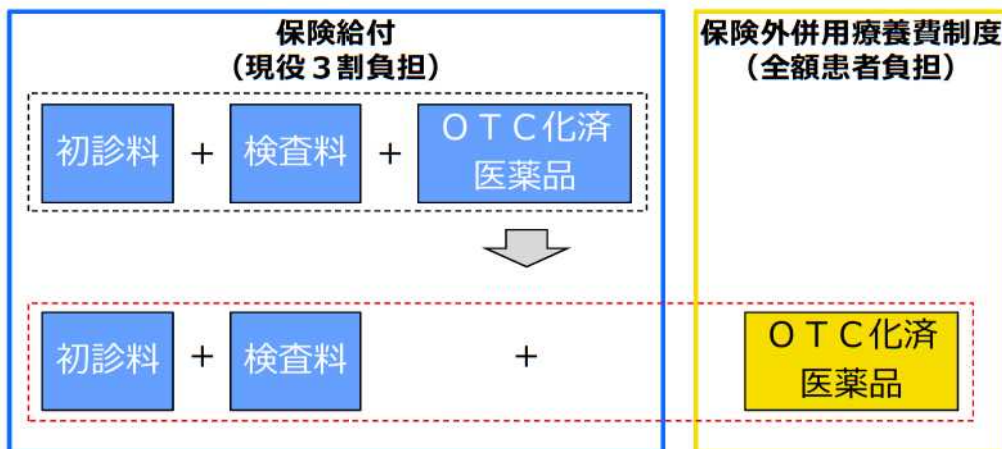 保険給付
（現役３割負担）
保険外併用療養費制度
（全額患者負担）
初診料 + 検査料 + ＯＴＣ化済
医薬品
初診料 + 検査料 + ＯＴＣ化済
医薬品